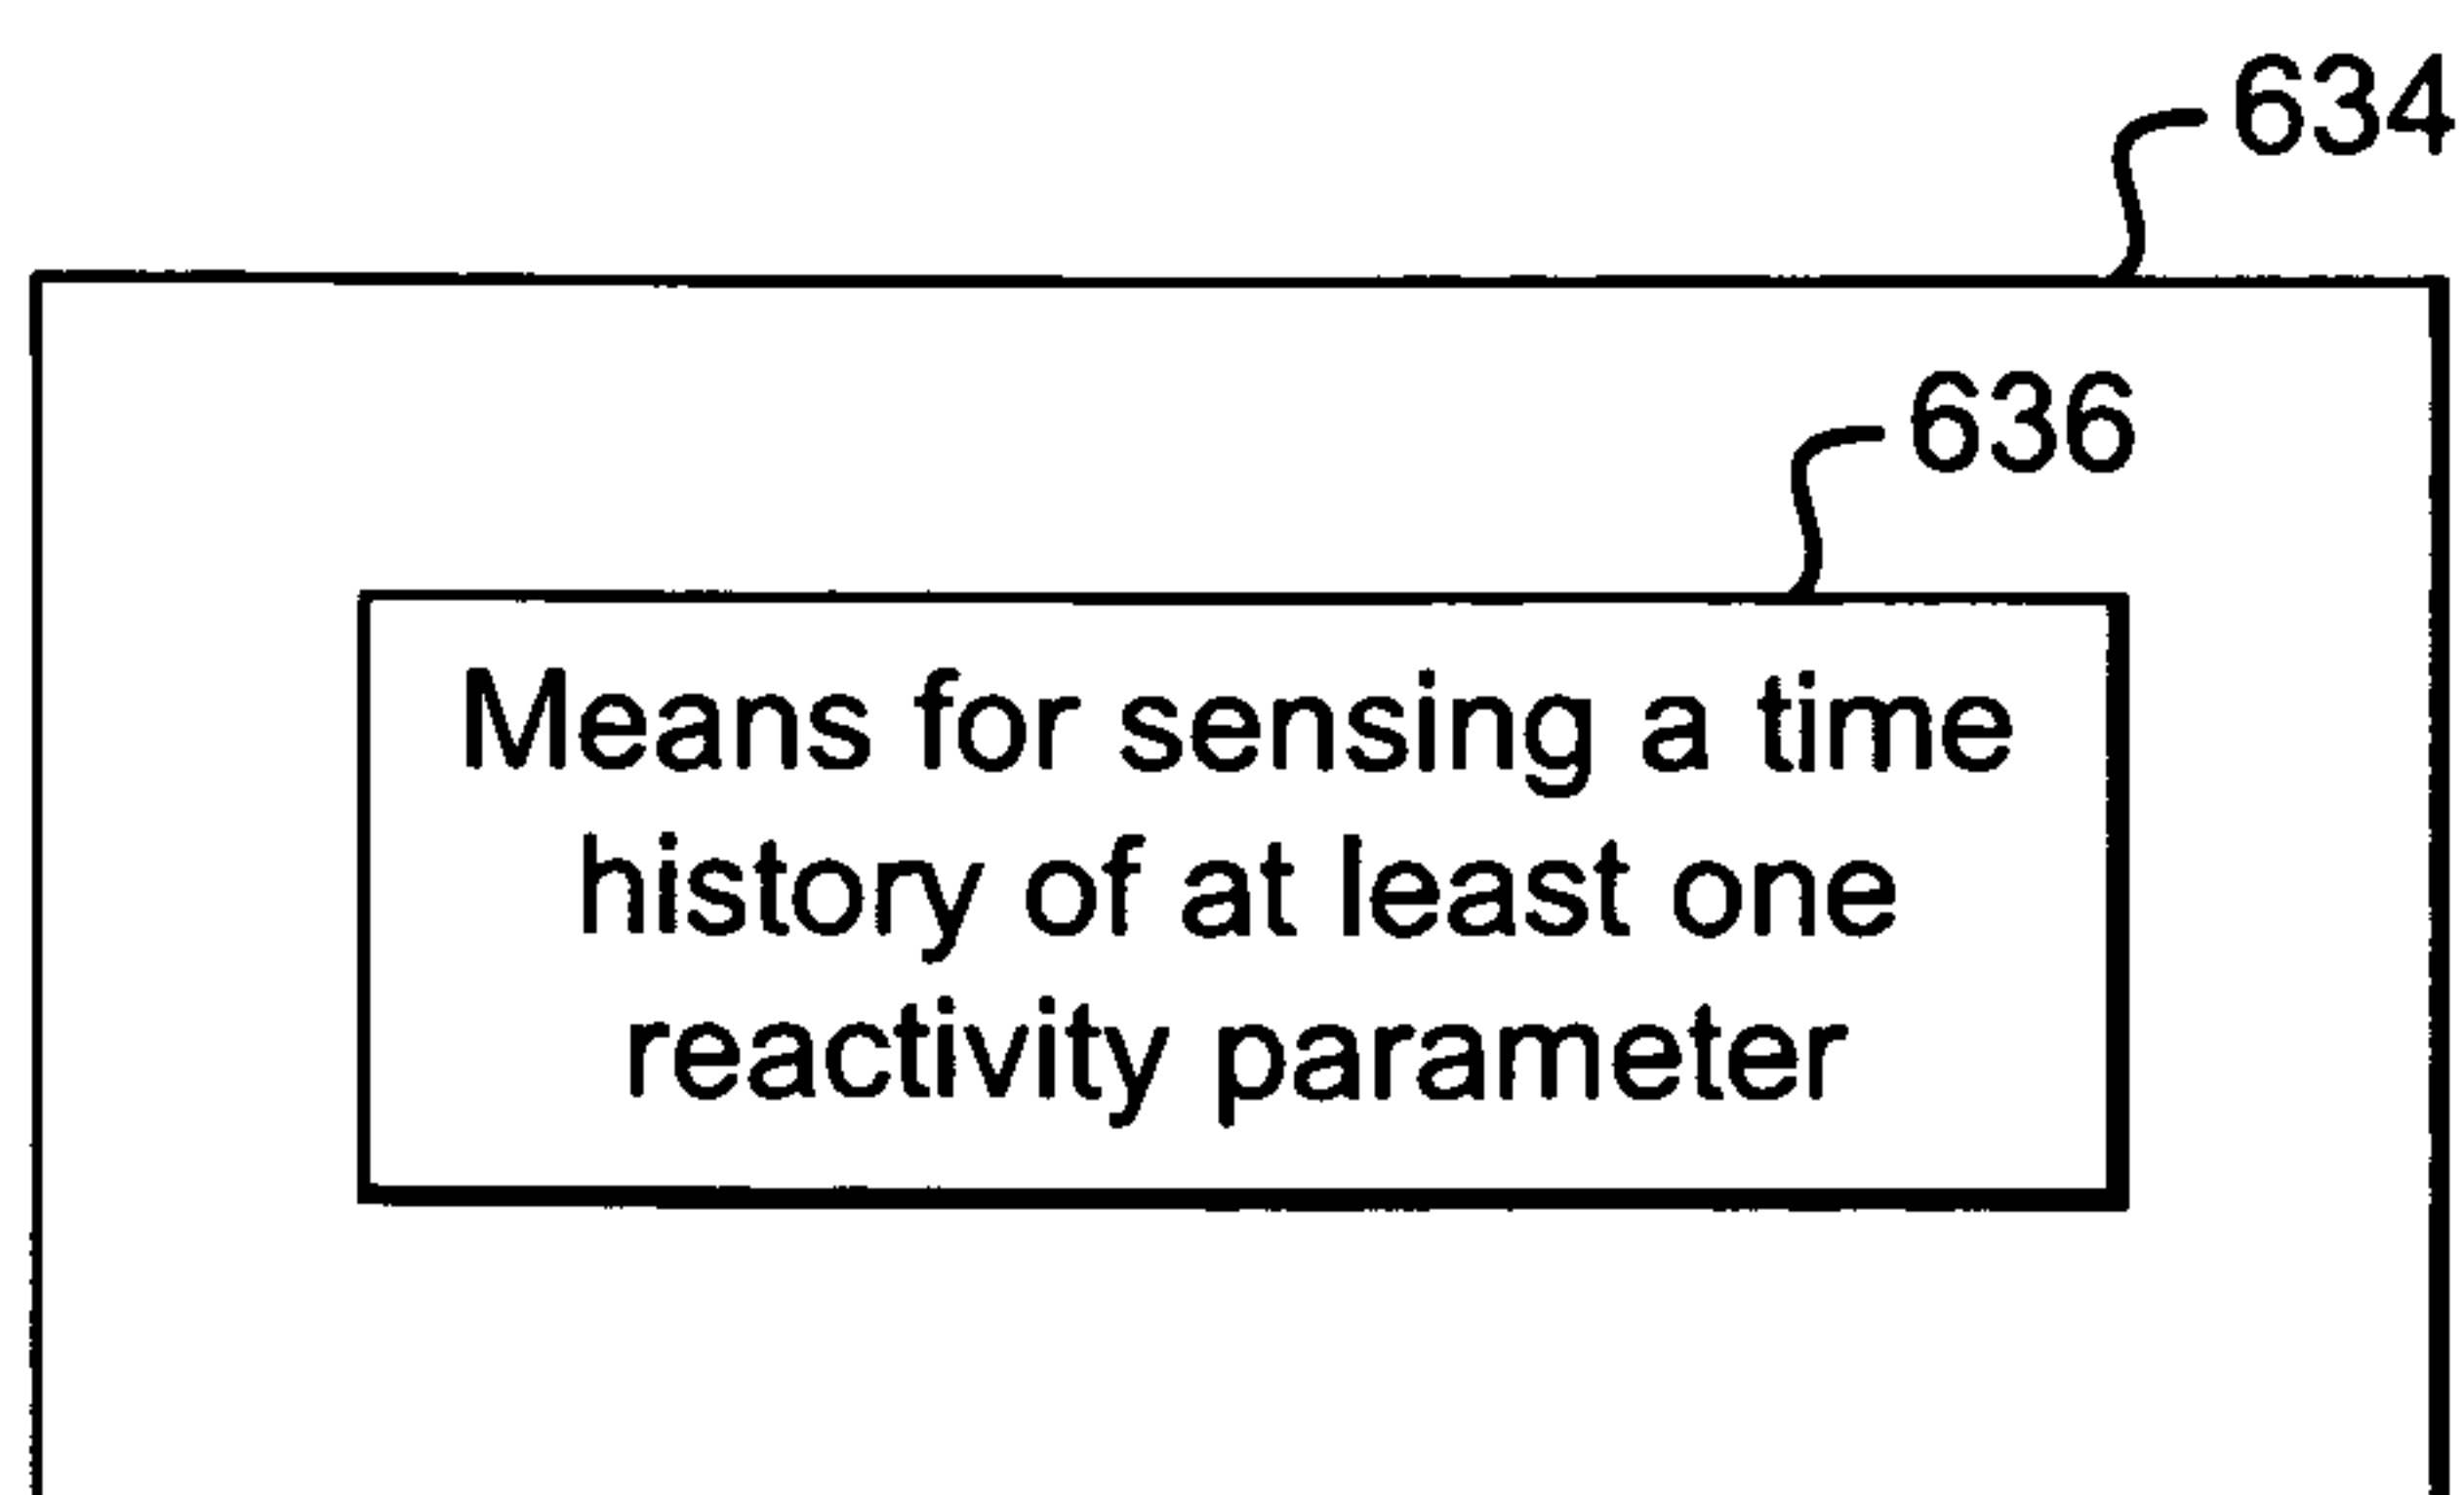 634
636
Means for sensing a time
history of at least one
reactivity parameter